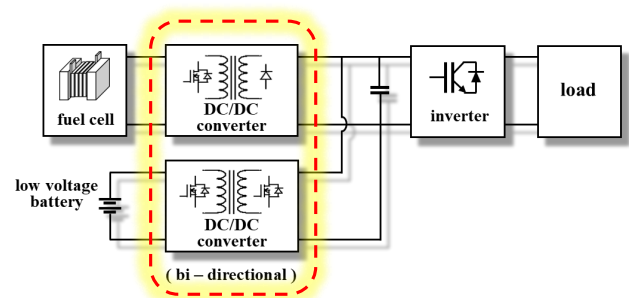 fuel cell
DC/DC
converter
inverter
load
low voltage
battery
DC/DC
converter
( bi – directional )